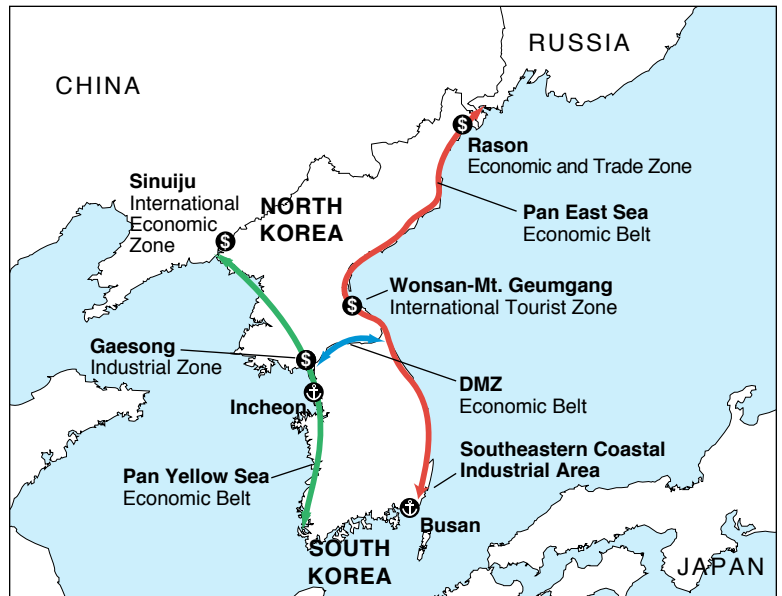 RUSSIA
CHINA
Rason
Economic and Trade Zone
Sinuiju
International
Economic
Zone
NORTH
KOREA
Pan East Sea
Economic Belt
Wonsan-Mt. Geumgang
International Tourist Zone
Gaesong
Industrial Zone
DMZ
Economic Belt
Incheon
Southeastern Coastal
Industrial Area
Pan Yellow Sea
Economic Belt
Busan
SOUTH
KOREA
JAPAN
$
$
$
$